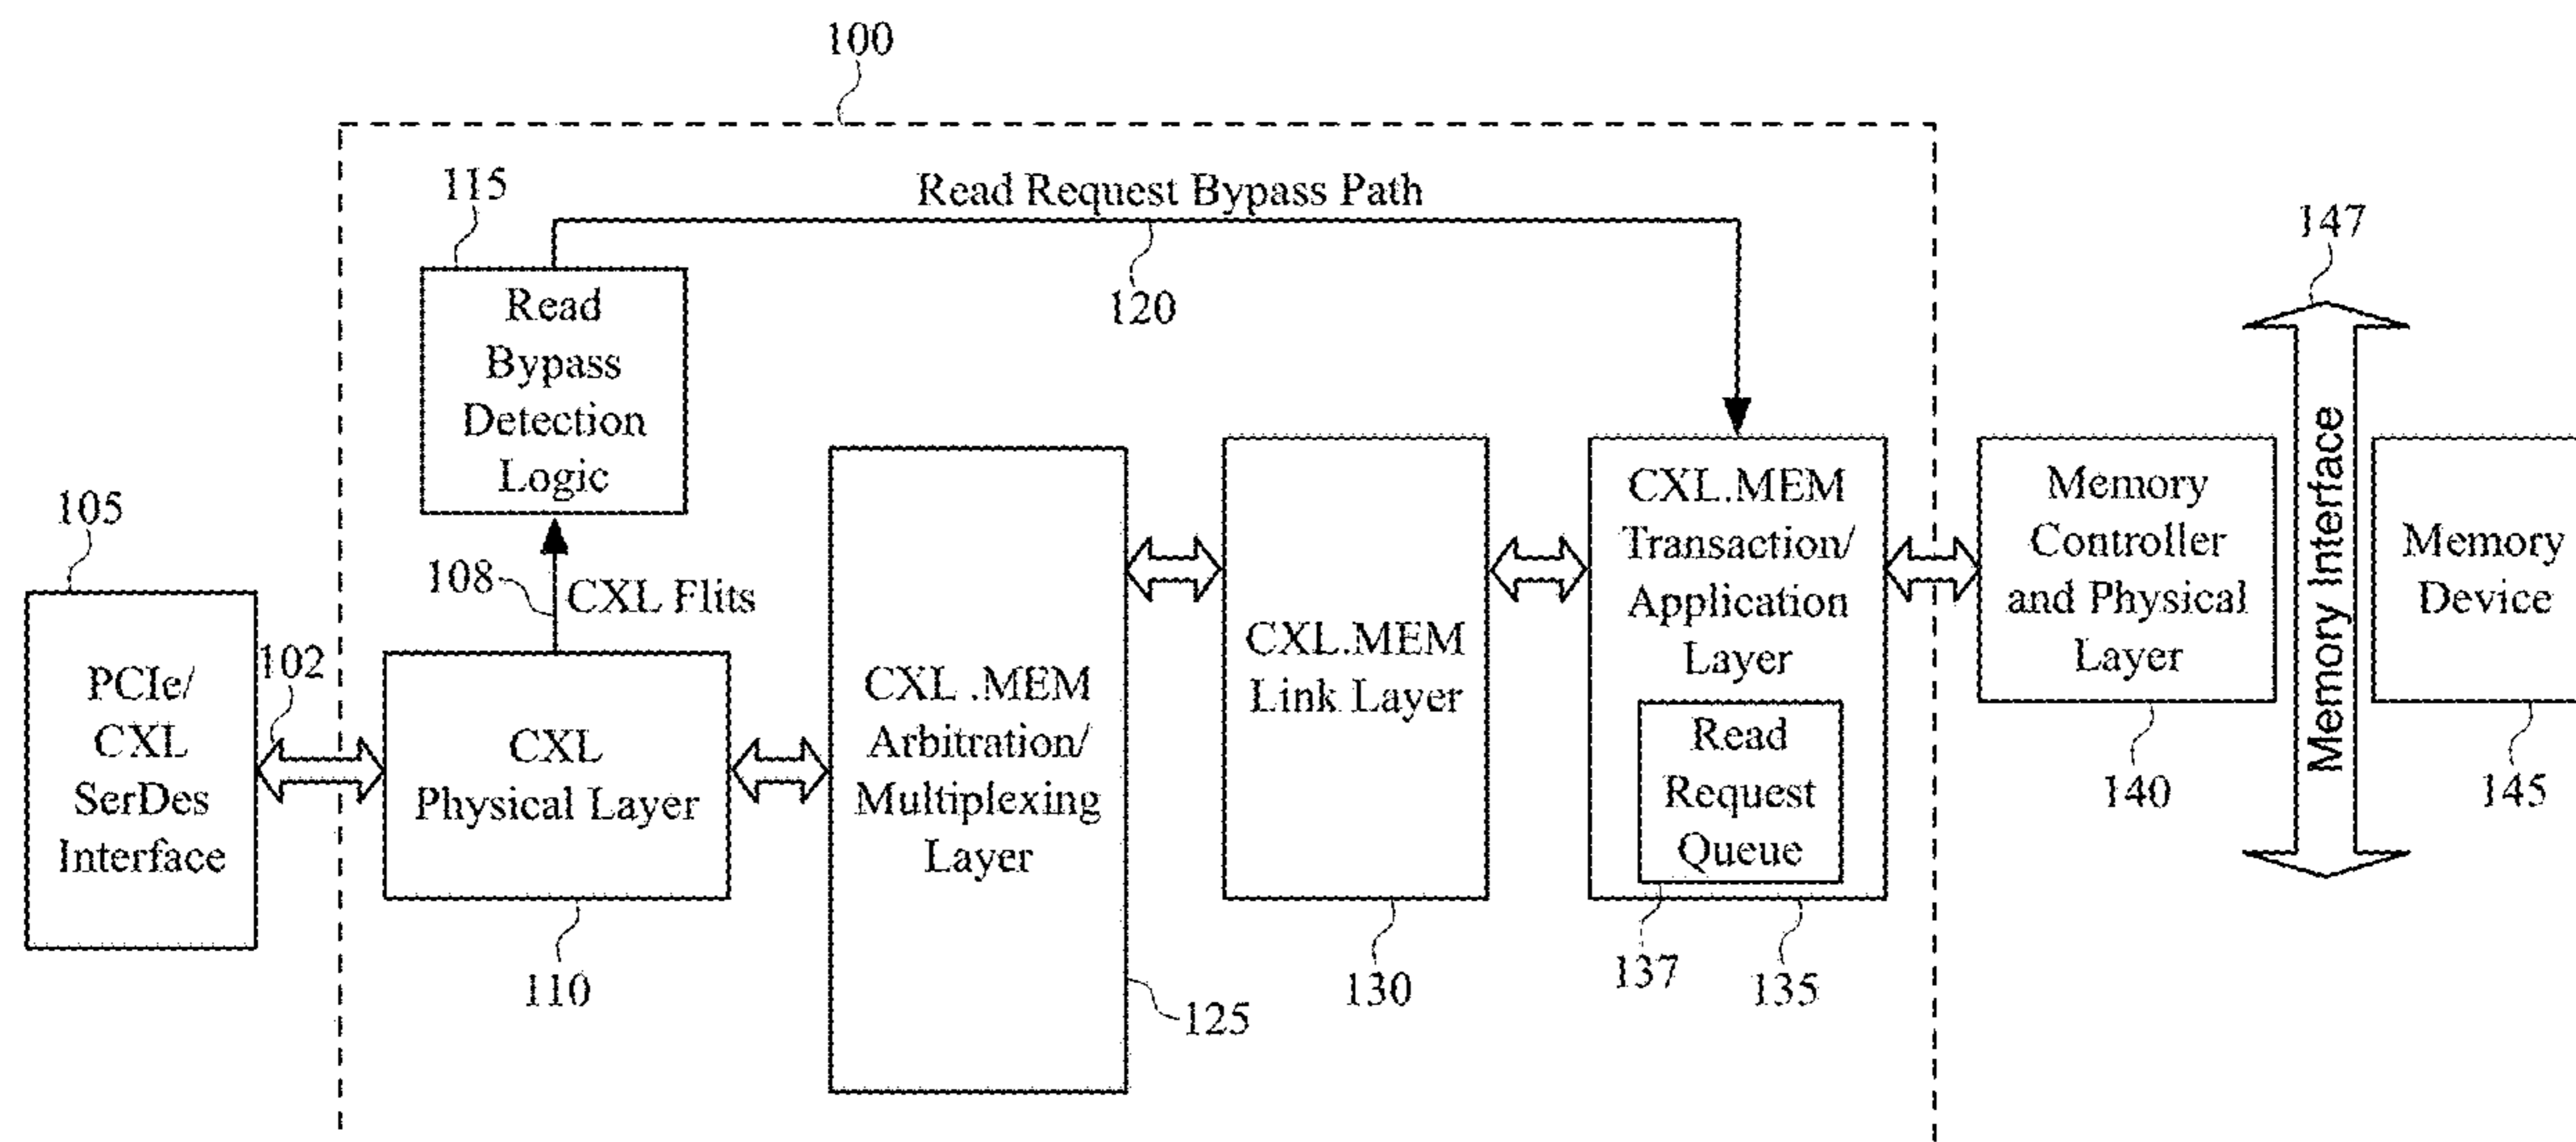 100
115
Read Request Bypass Path
120
147
Read
Bypass
Detection
Logic
105
108
CXL Flits
102
PCIe/
CXL
SerDes
Interface
CXL
Physical Layer
110
CXL .MEM
Arbitration/
Multiplexing
Layer
125
CXL.MEM
Link Layer
130
CXL.MEM
Transaction/
Application
Layer
Read
Request
Queue
137
135
Memory
Controller
and Physical
Layer
140
Memory Interface
Memory
Device
145